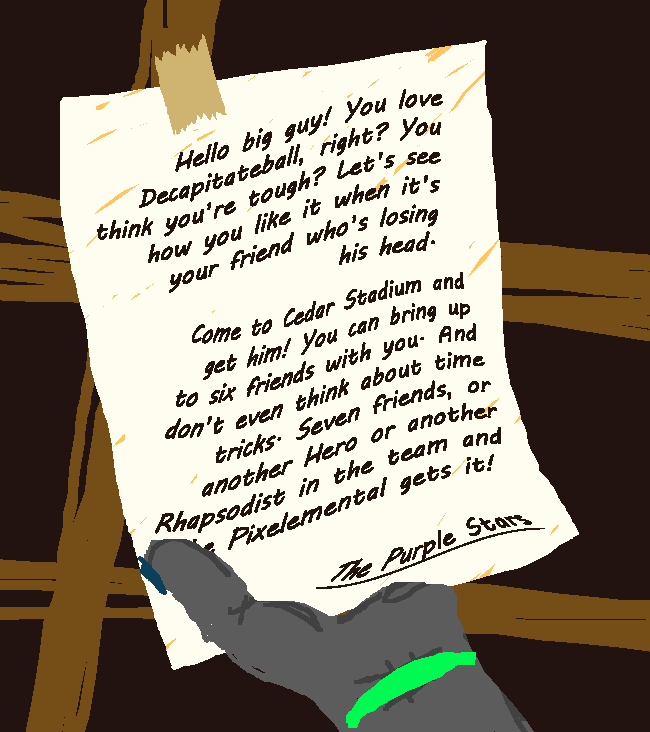 Hello big guy! You love
Decapitateball, right? You
think you're tough? Let's see
how you like it when it's
your friend who's losing
his head.
Come to Cedar Stadium and
get him! You can bring up
to six friends with you. And
don't even think about time
tricks. Seven friends, or
another Hero or another
Rhapsodist in the team and
Pixelemental gets it!
The Purple Stars